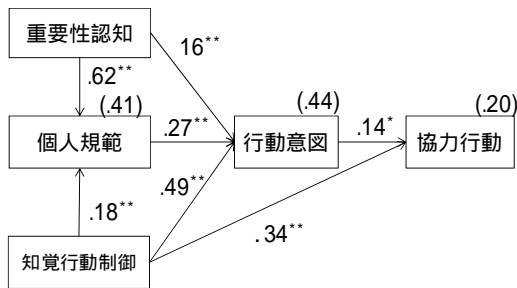 重要性認知
16**
.62**
(.41)
(.44)
(.20)
個人規範
.27**
行動意図
.14*
協力行動
.18**
.49**
.34**
知覚行動制御